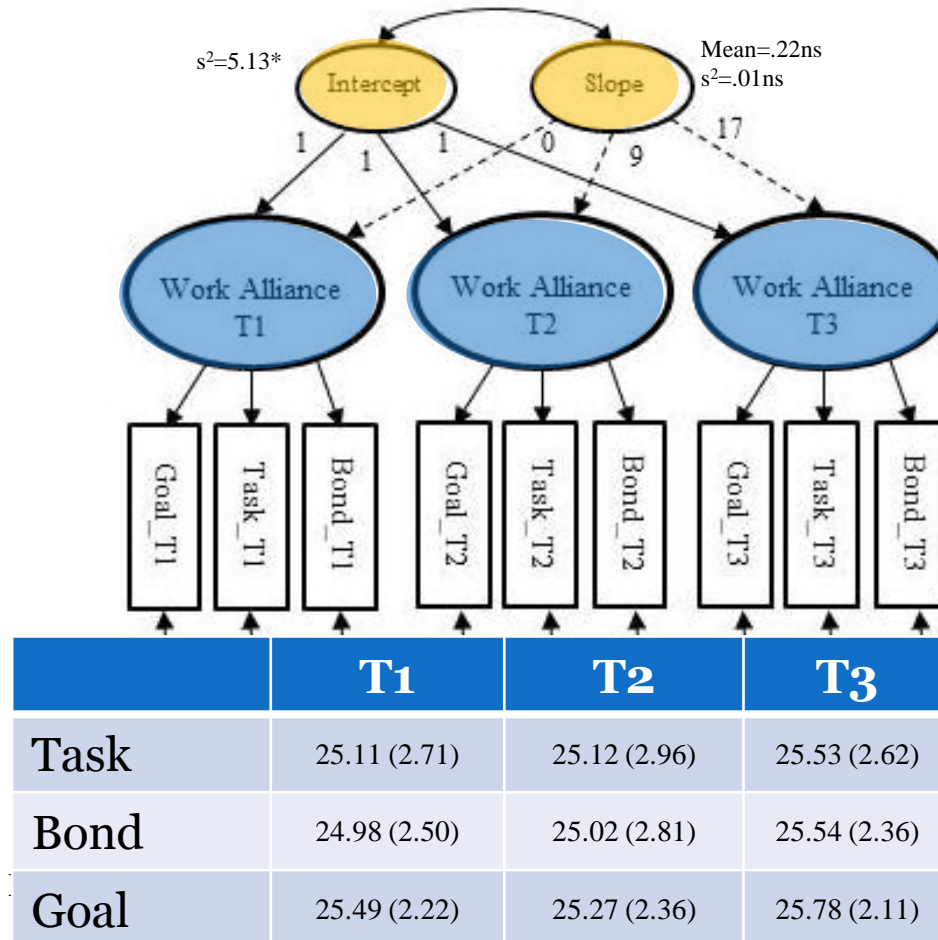 s²=5.13*
Mean=.22ns
s²=.01ns
Intercept
Slope
1
1
1
0
9
17
Work Alliance
T1
Work Alliance
T2
Work Alliance
T3
Goal_T1
Task_T1
Bond_T1
Goal_T2
Task_T2
Bond_T2
Goal_T3
Task_T3
Bond_T3
T1 T2 T3
Task 25.11 (2.71) 25.12 (2.96) 25.53 (2.62)
Bond 24.98 (2.50) 25.02 (2.81) 25.54 (2.36)
Goal 25.49 (2.22) 25.27 (2.36) 25.78 (2.11)